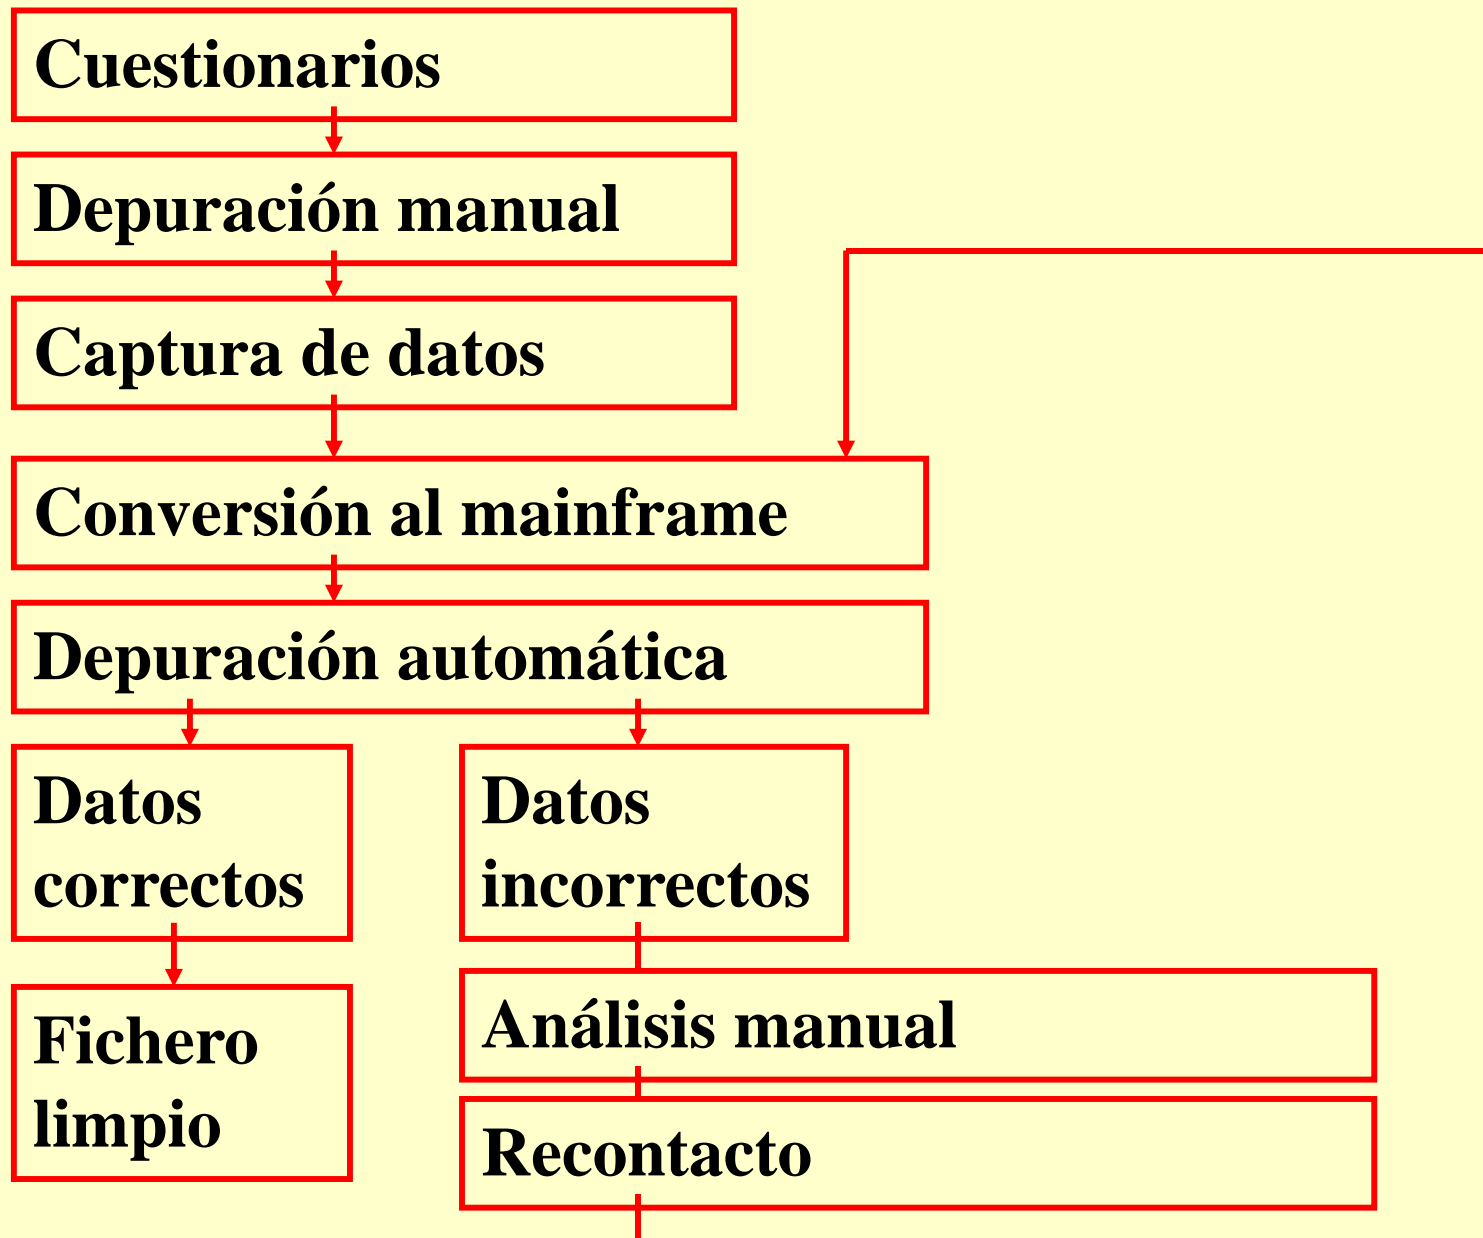 Cuestionarios
Depuración manual
Captura de datos
Conversión al mainframe
Depuración automática
Datos
correctos
Datos
incorrectos
Fichero
limpio
Análisis manual
Recontacto